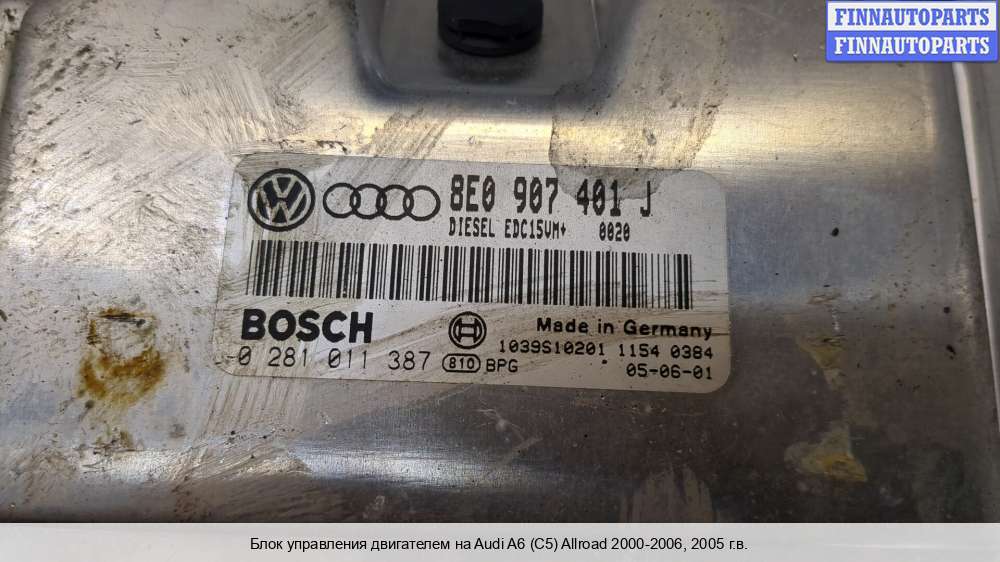 FINNAUTOPARTS
FINNAUTOPARTS
8E0 907 401 J
DIESEL EDC15VM+ 0020
BOSCH
Made in Germany
0 281 011 387 810 BPG
1039S10201 1154 0384
05-06-01
Блок управления двигателем на Audi A6 (C5) Allroad 2000-2006, 2005 г.в.